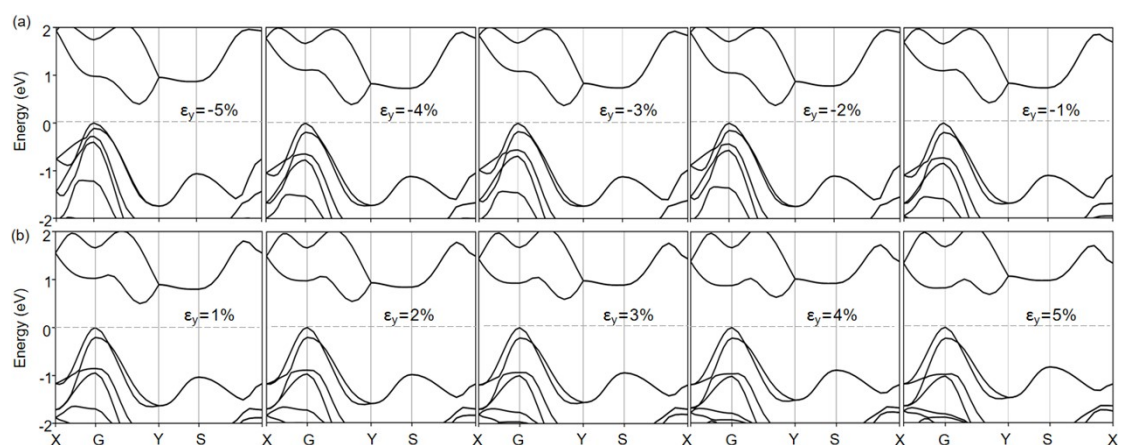 (a)
2
1
0
-1
-2
Energy (eV)
εy=-5%
εy=-4%
εy=-3%
εy=-2%
εy=-1%
(b)
2
1
0
-1
-2
Energy (eV)
εy=1%
εy=2%
εy=3%
εy=4%
εy=5%
X G Y S X G Y S X G Y S X G Y S X G Y S X